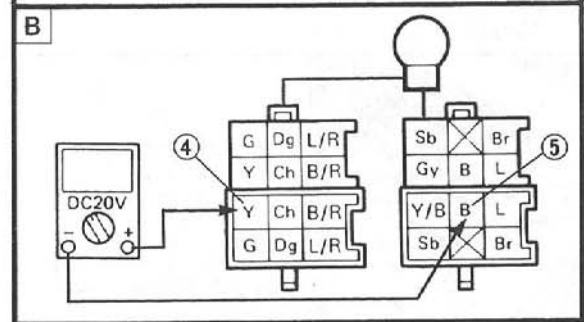 B
G Dg L/R
Y Ch B/R
Y Ch B/R
G Dg L/R
Sb Br
Gy B L
Y/B B L
Sb Br
④
⑤
DC20V
− +